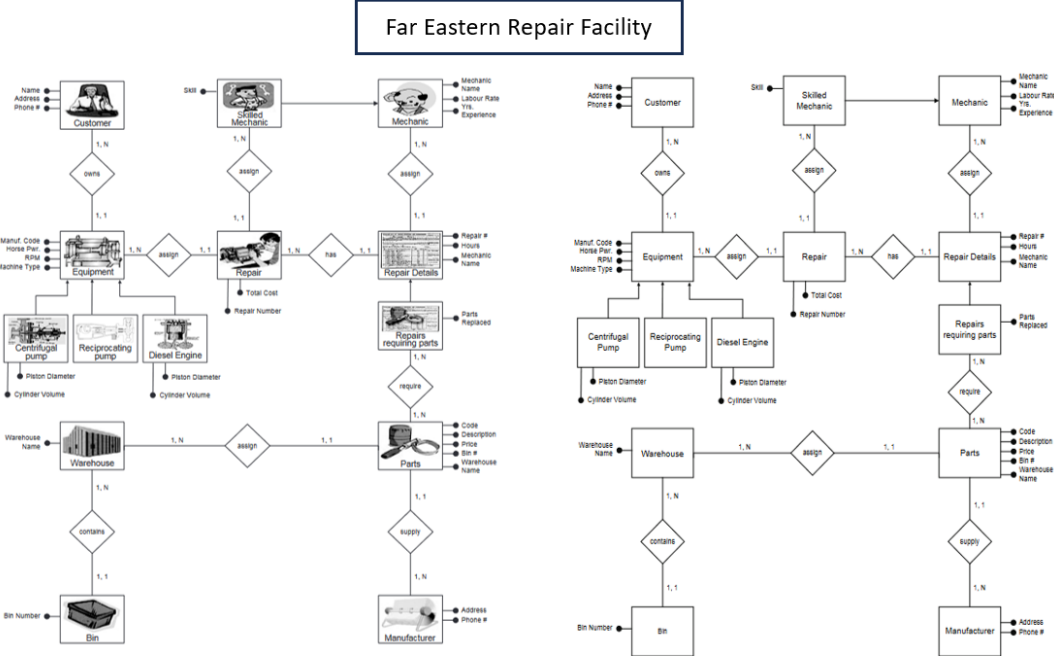 Far Eastern Repair Facility
Name
Address
Phone #
Customer
Skill
Skilled
Mechanic
Mechanic
Name
Labour Rate
Yrs.
Experience
Mechanic
1, N
1, N
1, N
owns
assign
assign
1, 1
1, 1
1, 1
Manuf. Code
Horse Pwr.
RPM
Machine Type
Equipment
1, N
assign
1, 1
Repair
1, N
has
1, 1
Repair Details
Repair #
Hours
Mechanic
Name
Total Cost
Repair Number
Centrifugal
pump
Reciprocating
pump
Diesel Engine
Piston Diameter
Cylinder Volume
Piston Diameter
Cylinder Volume
Repairs
requiring parts
Parts
Replaced
require
1, N
Warehouse
Name
Warehouse
1, N
assign
1, 1
Parts
Code
Description
Price
Bin #
Warehouse
Name
1, N
1, 1
contains
supply
1, 1
1, N
Bin Number
Bin
Manufacturer
Address
Phone #
Name
Address
Phone #
Customer
Skill
Skilled
Mechanic
Mechanic
Mechanic
Name
Labour Rate
Yrs.
Experience
1, N
1, N
1, N
owns
assign
assign
1, 1
1, 1
1, 1
Manuf. Code
Horse Pwr.
RPM
Machine Type
Equipment
1, N
assign
1, 1
Repair
1, N
has
1, 1
Repair Details
Repair #
Hours
Mechanic
Name
Total Cost
Repair Number
Centrifugal
Pump
Reciprocating
Pump
Diesel Engine
Piston Diameter
Cylinder Volume
Piston Diameter
Cylinder Volume
Repairs
requiring parts
Parts
Replaced
1, N
require
1, N
Warehouse
Name
Warehouse
1, N
assign
1, 1
Parts
Code
Description
Price
Bin #
Warehouse
Name
1, N
1, 1
contains
supply
1, 1
1, N
Bin Number
Bin
Manufacturer
Address
Phone #